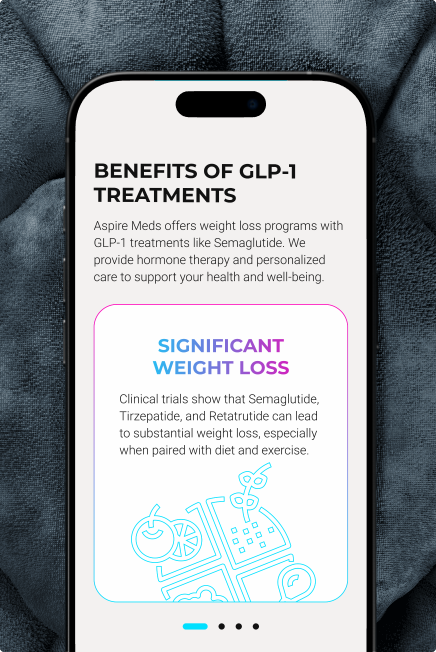 BENEFITS OF GLP-1
TREATMENTS
Aspire Meds offers weight loss programs with
GLP-1 treatments like Semaglutide. We
provide hormone therapy and personalized
care to support your health and well-being.
SIGNIFICANT
WEIGHT LOSS
Clinical trials show that Semaglutide,
Tirzepatide, and Retatrutide can lead
to substantial weight loss, especially
when paired with diet and exercise.